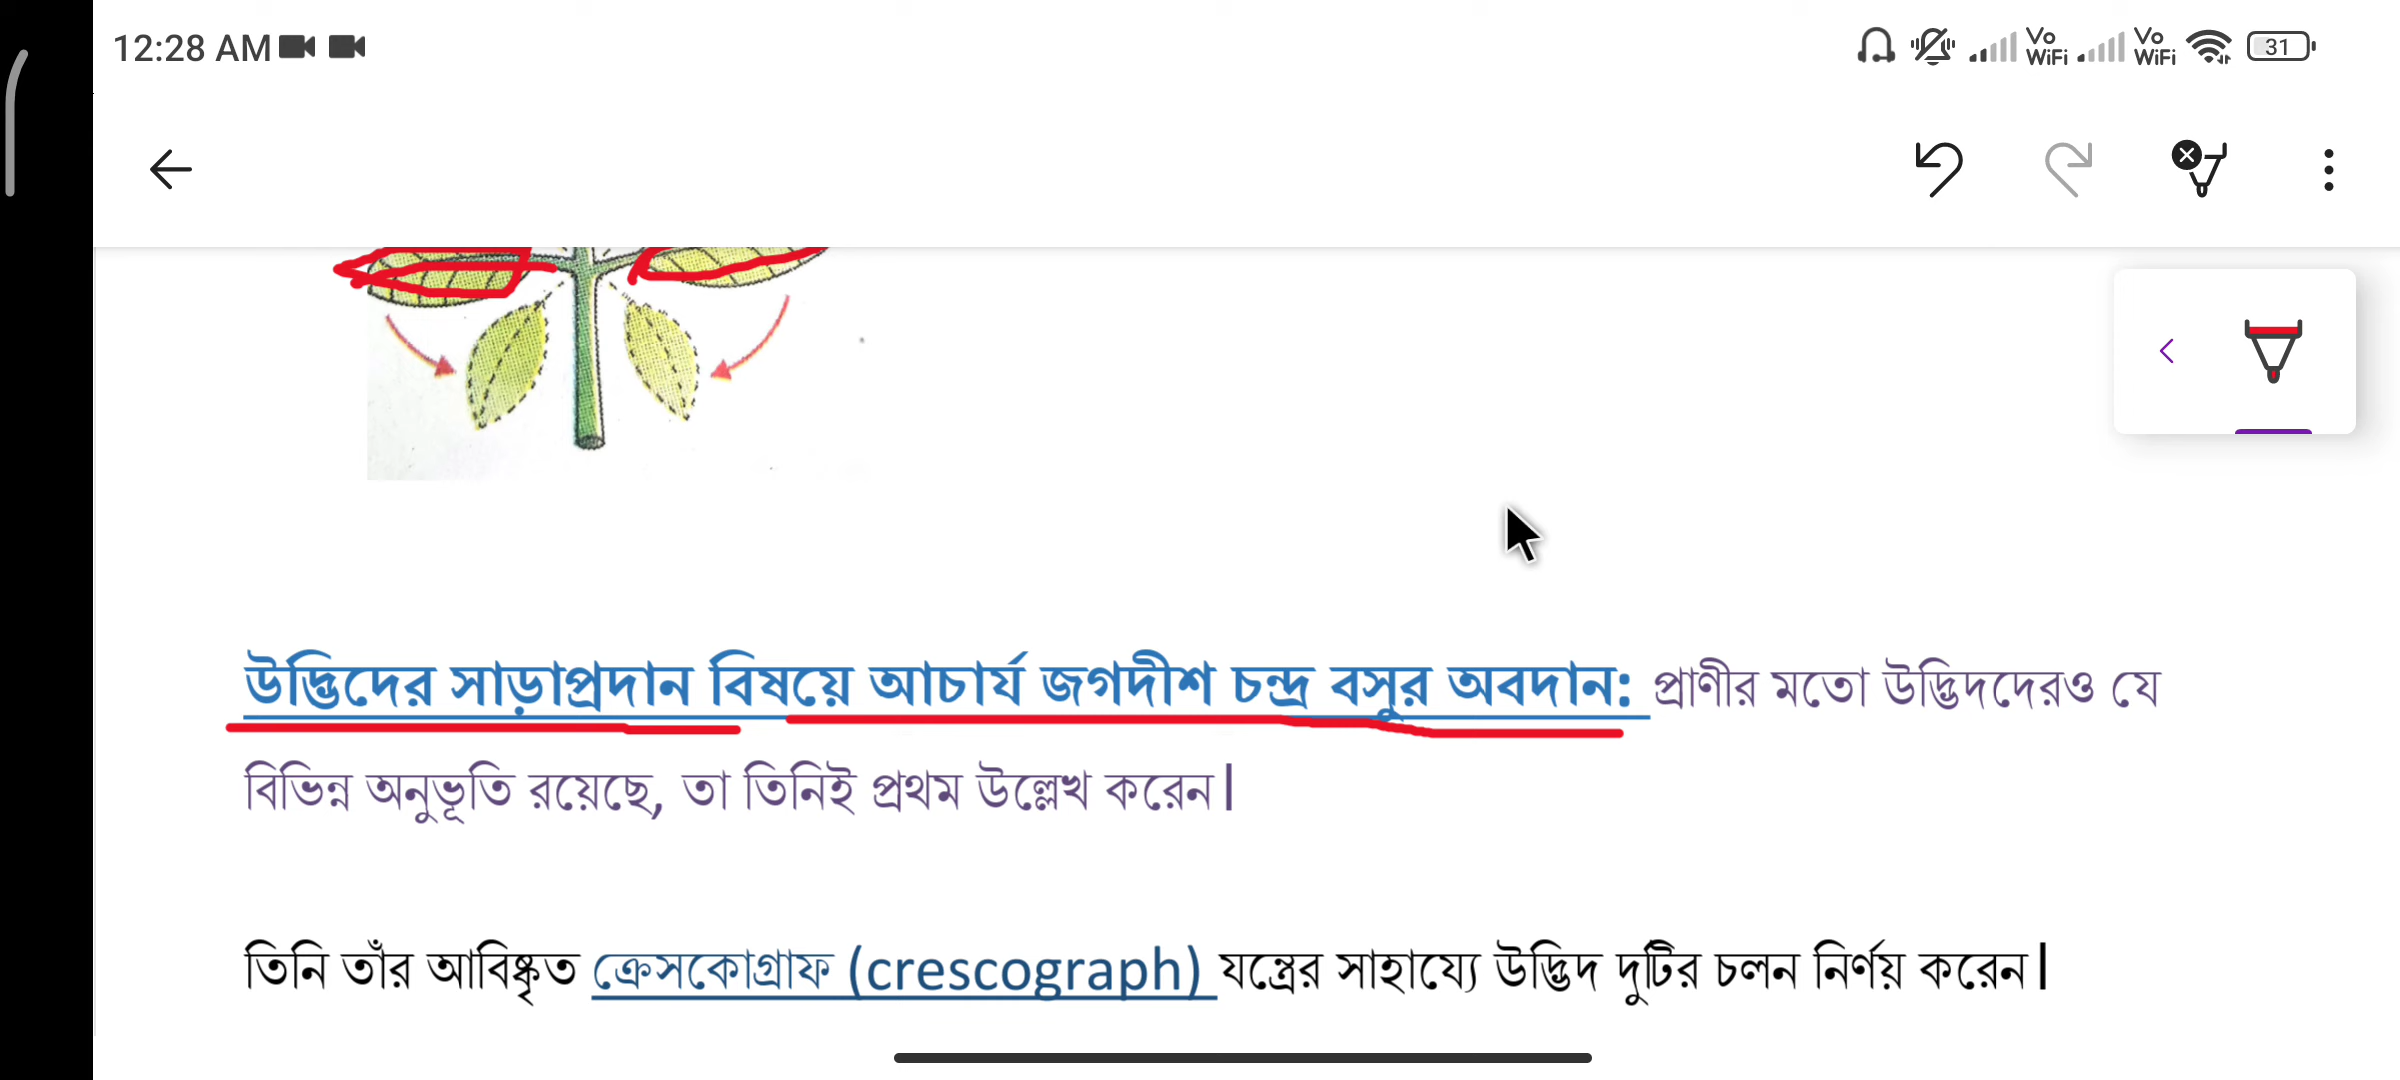 12:28 AM
Vo WiFi Vo WiFi 31
উদ্ভিদের সাড়াপ্রদান বিষয়ে আচার্য জগদীশ চন্দ্র বসুর অবদান: প্রাণীর মতো উদ্ভিদদেরও যে
বিভিন্ন অনুভূতি রয়েছে, তা তিনিই প্রথম উল্লেখ করেন।
তিনি তাঁর আবিষ্কৃত ক্রেসকোগ্রাফ (crescograph) যন্ত্রের সাহায্যে উদ্ভিদ দুটির চলন নির্ণয় করেন।